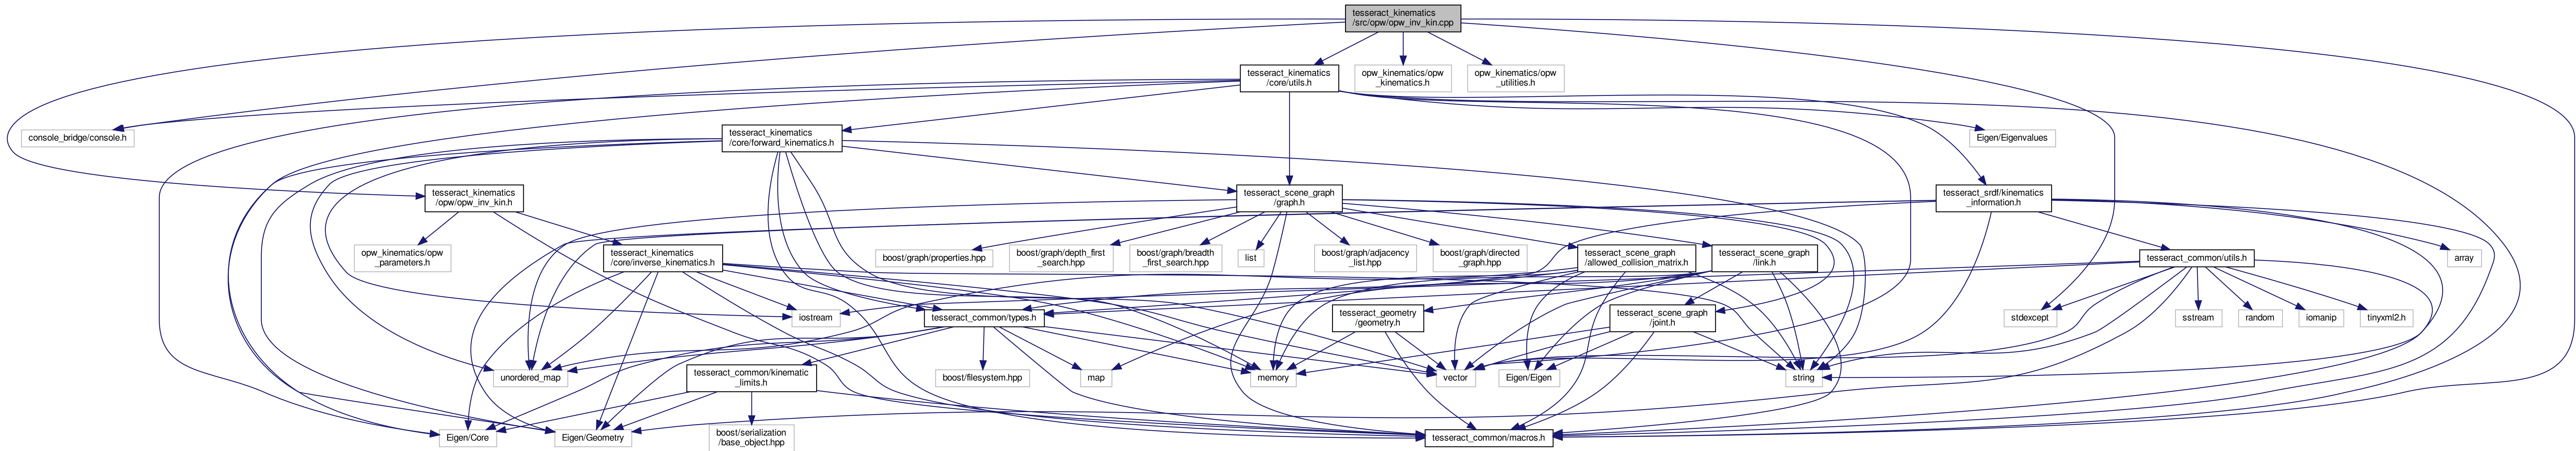 tesseract_kinematics
/src/opw/opw_inv_kin.cpp
tesseract_kinematics
/core/utils.h
opw_kinematics/opw
_kinematics.h
opw_kinematics/opw
_utilities.h
console_bridge/console.h
tesseract_kinematics
/core/forward_kinematics.h
Eigen/Eigenvalues
tesseract_kinematics
/opw/opw_inv_kin.h
tesseract_scene_graph
/graph.h
tesseract_srdf/kinematics
_information.h
opw_kinematics/opw
_parameters.h
tesseract_kinematics
/core/inverse_kinematics.h
boost/graph/properties.hpp
boost/graph/depth_first
_search.hpp
boost/graph/breadth
_first_search.hpp
list
boost/graph/adjacency
_list.hpp
boost/graph/directed
_graph.hpp
tesseract_scene_graph
/allowed_collision_matrix.h
tesseract_scene_graph
/link.h
tesseract_common/utils.h
array
iostream
tesseract_common/types.h
tesseract_geometry
/geometry.h
tesseract_scene_graph
/joint.h
stdexcept
sstream
random
iomanip
tinyxml2.h
unordered_map
tesseract_common/kinematic
_limits.h
boost/filesystem.hpp
map
memory
vector
Eigen/Eigen
string
Eigen/Core
Eigen/Geometry
boost/serialization
/base_object.hpp
tesseract_common/macros.h